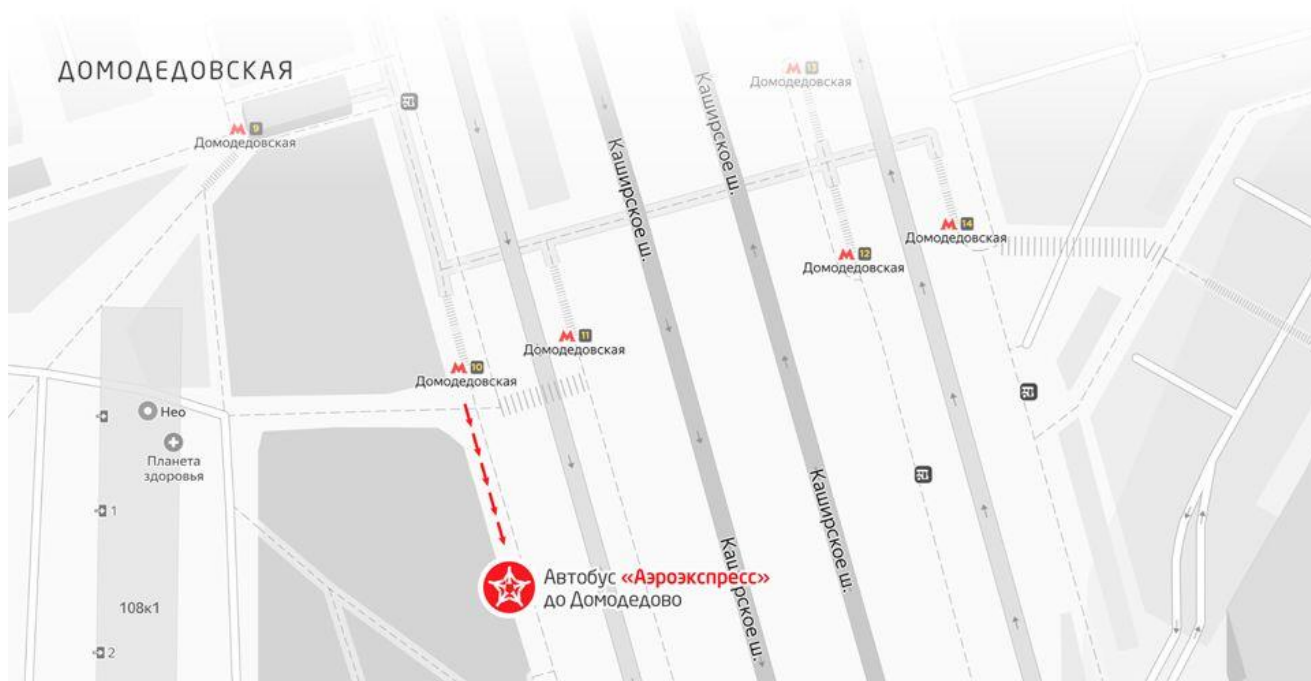 ДОМОДЕДОВСКАЯ
М 13
Домодедовская
М 9
Домодедовская
Каширское ш.
Каширское ш.
М 14
Домодедовская
М 12
Домодедовская
М 11
Домодедовская
М 10
Домодедовская
Нео
Планета
здоровья
1
Каширское ш.
Каширское ш.
Автобус «Аэроэкспресс»
до Домодедово
108к1
2